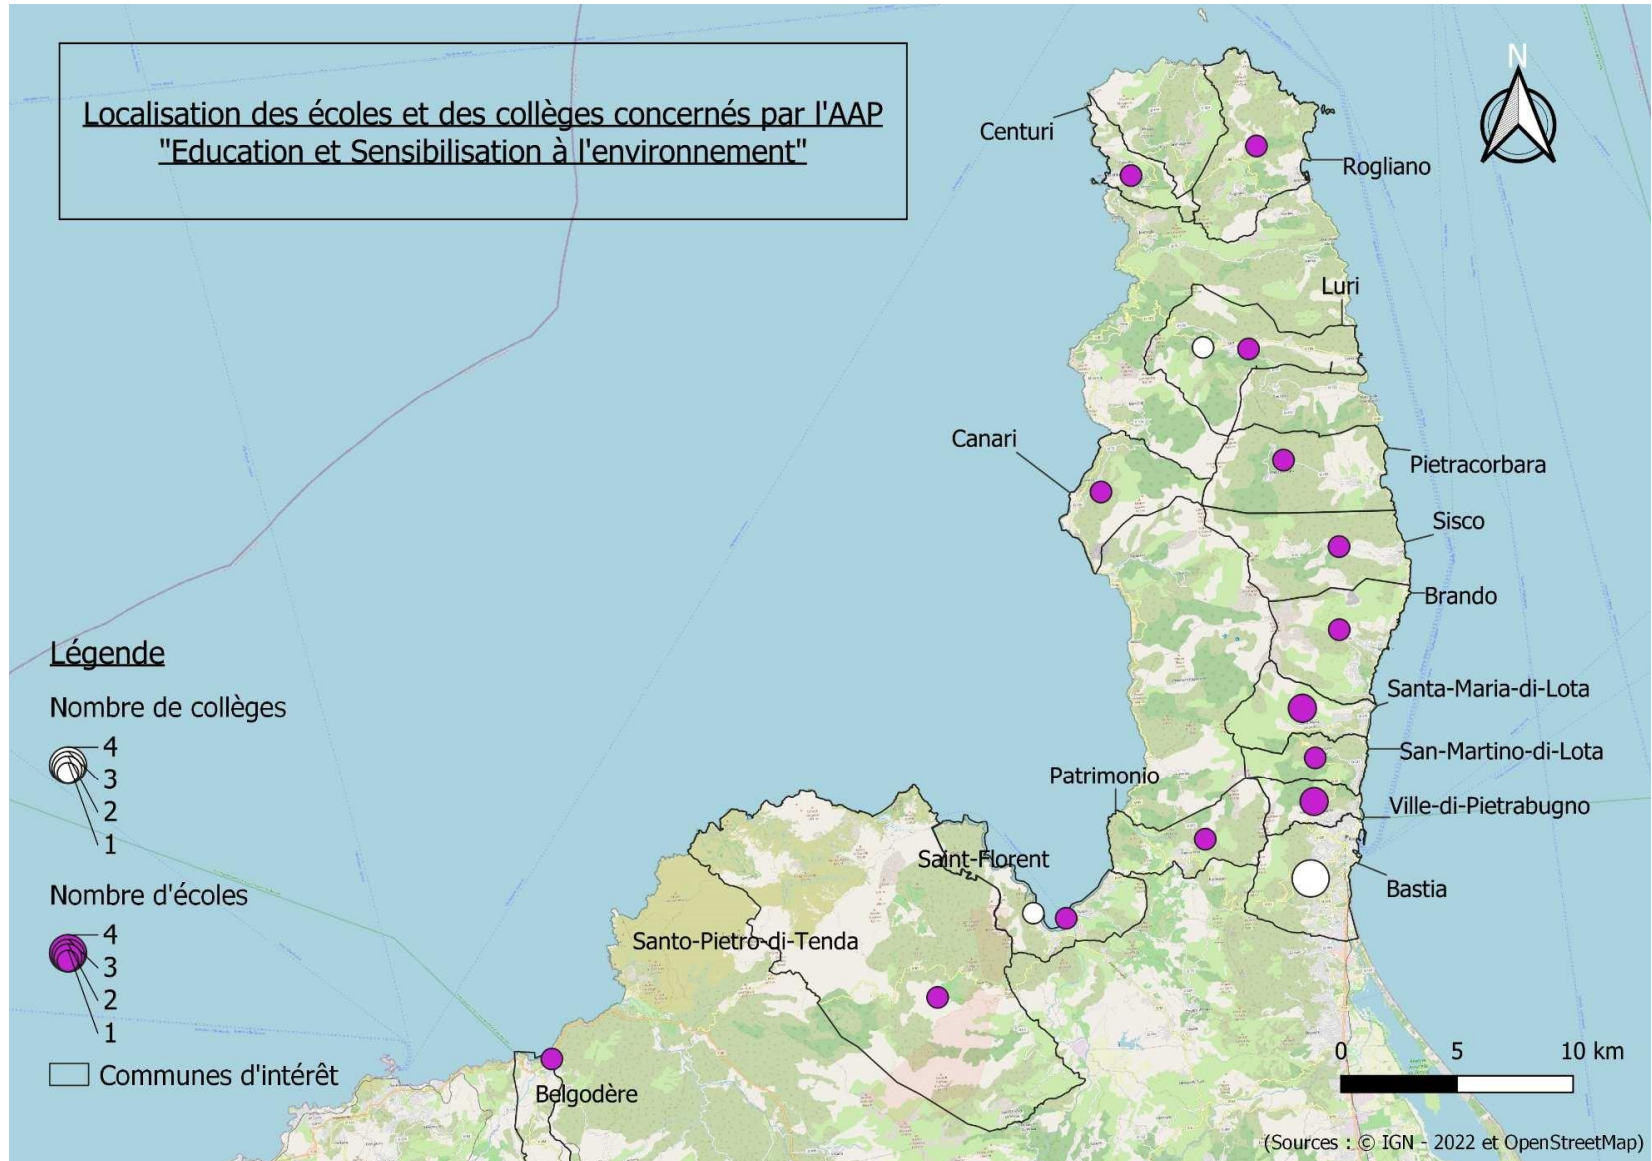 Localisation des écoles et des collèges concernés par l'AAP
"Education et Sensibilisation à l'environnement"
N
Centuri
Rogliano
Luri
Canari
Pietracorbara
Sisco
Brando
Santa-Maria-di-Lota
San-Martino-di-Lota
Patrimonio
Ville-di-Pietrabugno
Saint-Florent
Bastia
Santo-Pietro-di-Tenda
Belgodère
Légende
Nombre de collèges
4
3
2
1
Nombre d'écoles
4
3
2
1
Communes d'intérêt
0 5 10 km
(Sources : © IGN - 2022 et OpenStreetMap)